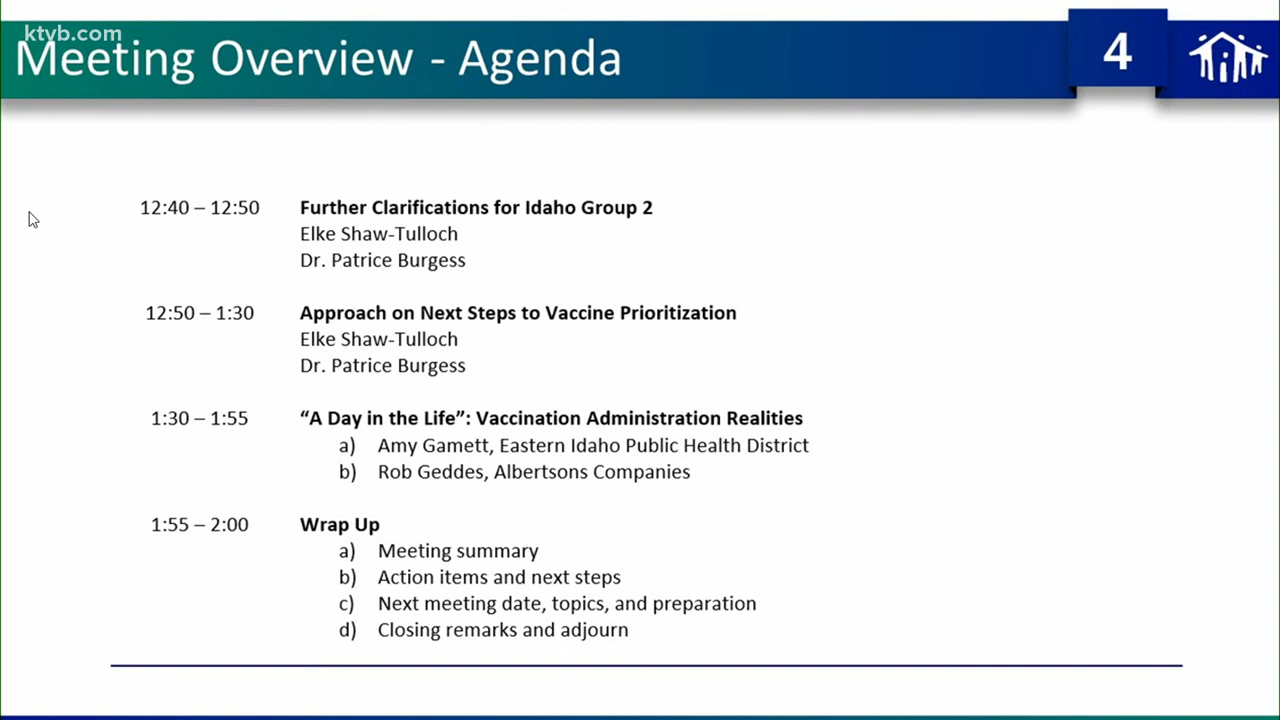 ktvb.com
Meeting Overview - Agenda
4
12:40 – 12:50 Further Clarifications for Idaho Group 2
Elke Shaw-Tulloch
Dr. Patrice Burgess
12:50 – 1:30 Approach on Next Steps to Vaccine Prioritization
Elke Shaw-Tulloch
Dr. Patrice Burgess
1:30 – 1:55 “A Day in the Life”: Vaccination Administration Realities
a) Amy Gamett, Eastern Idaho Public Health District
b) Rob Geddes, Albertsons Companies
1:55 – 2:00 Wrap Up
a) Meeting summary
b) Action items and next steps
c) Next meeting date, topics, and preparation
d) Closing remarks and adjourn